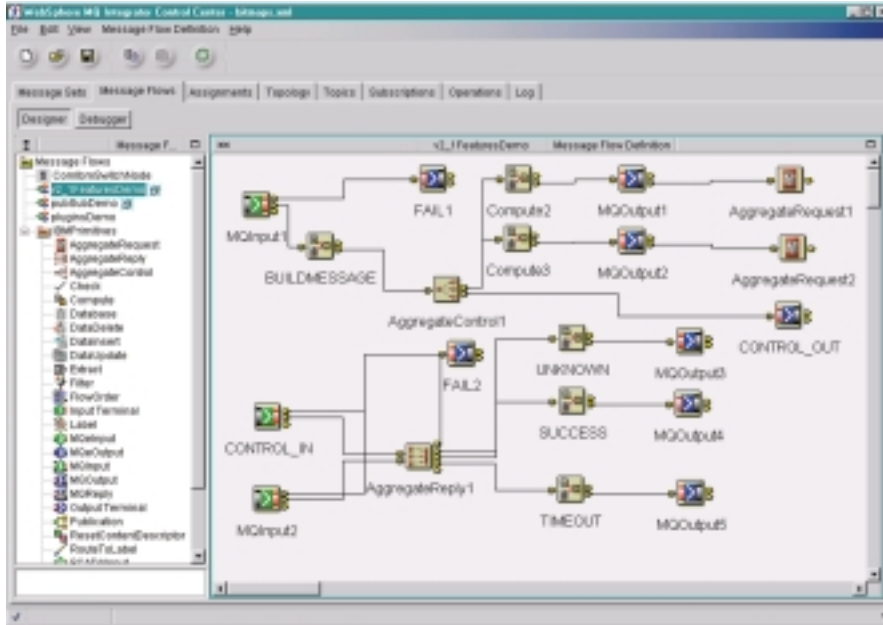 WebSphere MQ Integrator Control Center - bitmaps.xml
File Edit View Message Flow Definition Help
Message Sets Message Flows Assignments Topology Topics Subscriptions Operations Log
Designer Debugger
Message F...
v2_1FeaturesDemo Message Flow Definition
Message Flows
v2_1FeaturesDemo
pubSubDemo
pluginsDemo
IBMPrimitives
AggregateRequest
AggregateReply
AggregateControl
Check
Compute
Database
DataDelete
DataInsert
DataUpdate
Extract
Filter
FlowOrder
Input Terminal
Label
MQeInput
MQeOutput
MQInput
MQOutput
MQReply
Output Terminal
Publication
ResetContentDescriptor
RouteToLabel
FAIL1
Compute2
MQOutput1
AggregateRequest1
MQInput1
BUILDMESSAGE
Compute3
MQOutput2
AggregateRequest2
AggregateControl1
CONTROL_OUT
FAIL2
UNKNOWN
MQOutput3
CONTROL_IN
SUCCESS
MQOutput4
AggregateReply1
MQInput2
TIMEOUT
MQOutput5